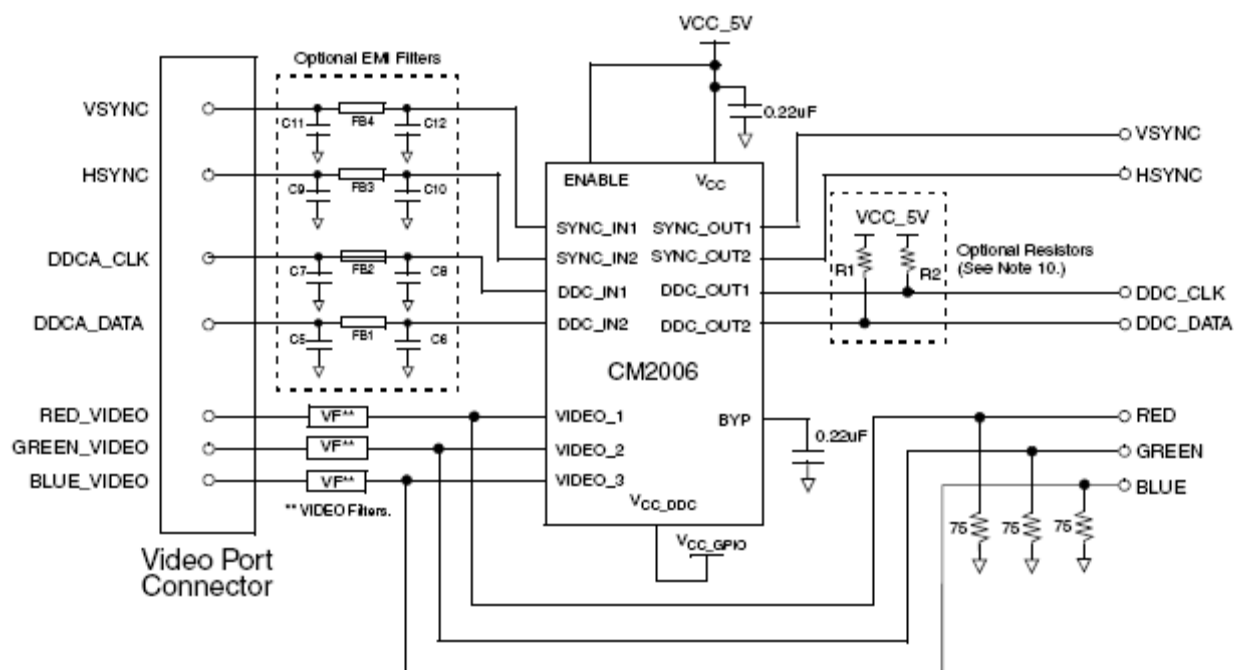 VCC_5V
Optional EMI Filters
VSYNC
C11
FB4
C12
0.22uF
VSYNC
HSYNC
C9
FB3
C10
ENABLE
VCC
HSYNC
SYNC_IN1
SYNC_OUT1
VCC_5V
DDCA_CLK
C7
FB2
C8
SYNC_IN2
SYNC_OUT2
R1
R2
Optional Resistors
(See Note 10.)
DDC_IN1
DDC_OUT1
DDC_CLK
DDCA_DATA
C5
FB1
C6
DDC_IN2
DDC_OUT2
DDC_DATA
CM2006
RED_VIDEO
VF**
VIDEO_1
BYP
RED
GREEN_VIDEO
VF**
VIDEO_2
0.22uF
GREEN
BLUE_VIDEO
VF**
VIDEO_3
BLUE
** VIDEO Filters.
VCC_DDC
75
75
75
VCC_GPIO
Video Port
Connector